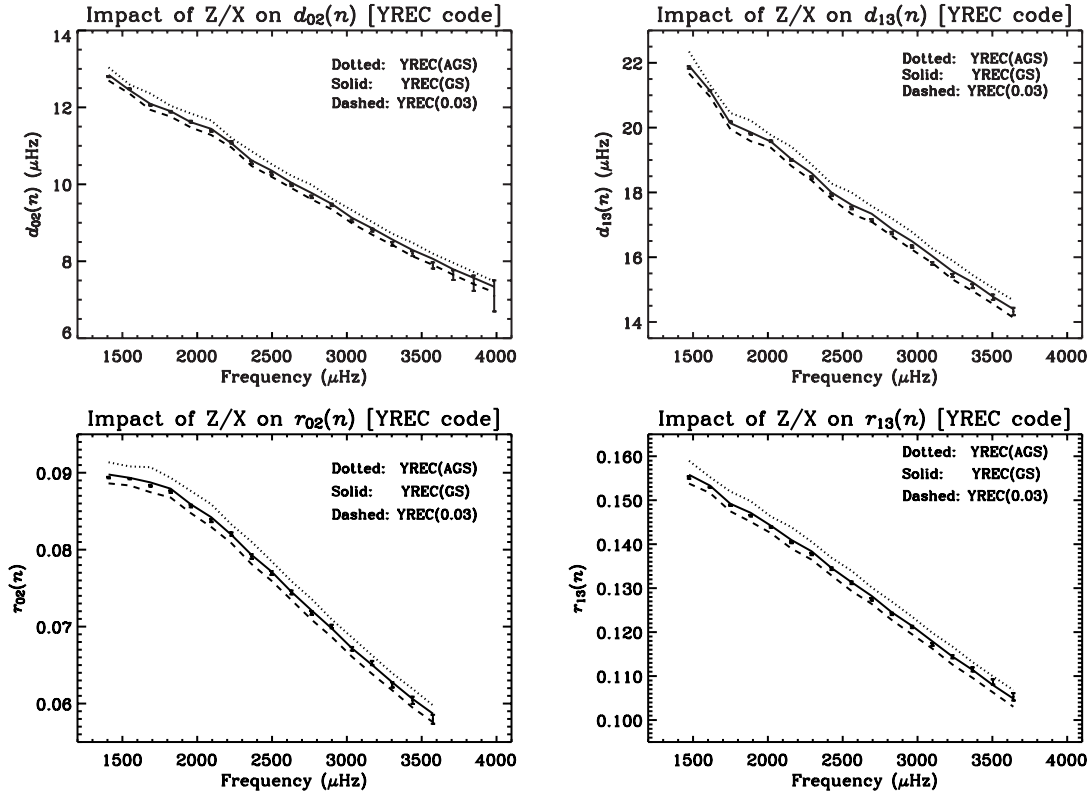 Impact of Z/X on d02(n) [YREC code]
14
12
10
8
6
d02(n) (μHz)
Dotted: YREC(AGS)
Solid: YREC(GS)
Dashed: YREC(0.03)
1500 2000 2500 3000 3500 4000
Frequency (μHz)
Impact of Z/X on d13(n) [YREC code]
22
20
18
16
14
d13(n) (μHz)
Dotted: YREC(AGS)
Solid: YREC(GS)
Dashed: YREC(0.03)
1500 2000 2500 3000 3500 4000
Frequency (μHz)
Impact of Z/X on r02(n) [YREC code]
0.09
0.08
0.07
0.06
r02(n)
Dotted: YREC(AGS)
Solid: YREC(GS)
Dashed: YREC(0.03)
1500 2000 2500 3000 3500 4000
Frequency (μHz)
Impact of Z/X on r13(n) [YREC code]
0.160
0.150
0.140
0.130
0.120
0.110
0.100
r13(n)
Dotted: YREC(AGS)
Solid: YREC(GS)
Dashed: YREC(0.03)
1500 2000 2500 3000 3500 4000
Frequency (μHz)